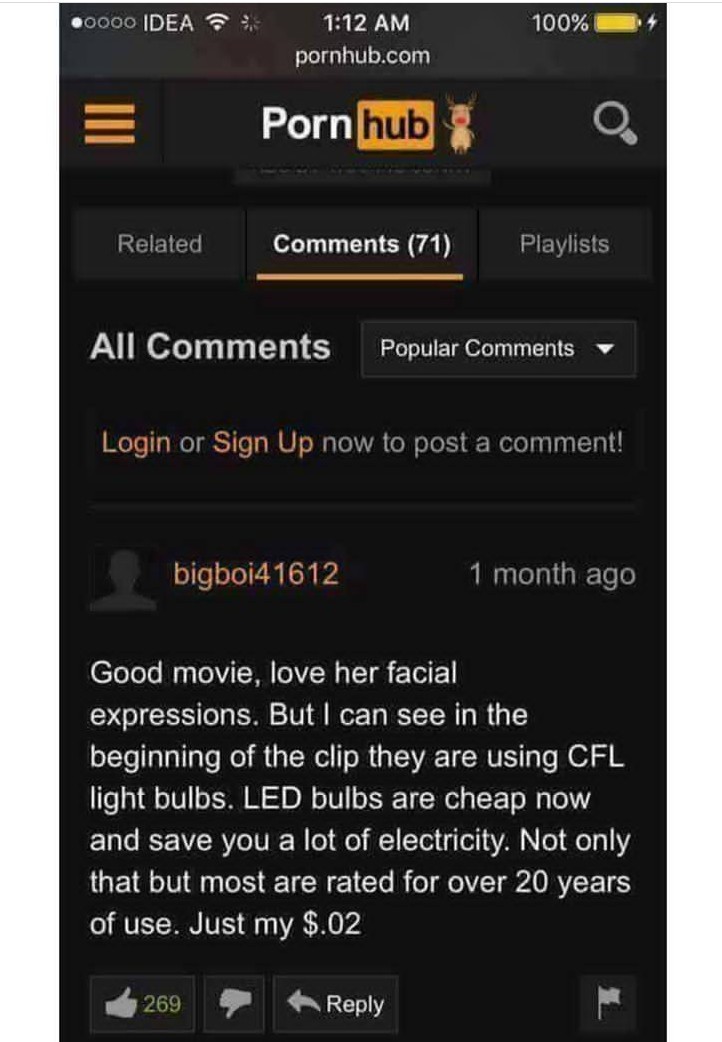 IDEA 1:12 AM 100%
pornhub.com
Porn hub
Related Comments (71) Playlists
All Comments Popular Comments
Login or Sign Up now to post a comment!
bigboi41612 1 month ago
Good movie, love her facial
expressions. But I can see in the
beginning of the clip they are using CFL
light bulbs. LED bulbs are cheap now
and save you a lot of electricity. Not only
that but most are rated for over 20 years
of use. Just my $.02
269 Reply